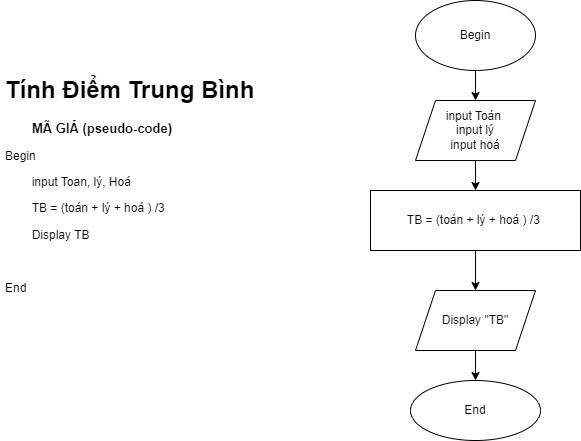 Tính Điểm Trung Bình
MÃ GIẢ (pseudo-code)
Begin
input Toan, lý, Hoá
TB = (toán + lý + hoá ) /3
Display TB
End
Begin
input Toán
input lý
input hoá
TB = (toán + lý + hoá ) /3
Display "TB"
End